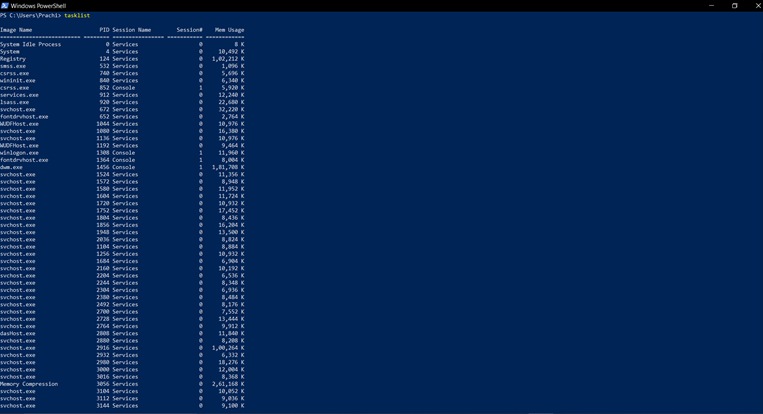 Windows PowerShell
PS C:\Users\Prachi> tasklist
Image Name                     PID Session Name        Session#    Mem Usage
========================= ======== ================ =========== ============
System Idle Process              0 Services                   0          8 K
System                           4 Services                   0     10,492 K
Registry                       124 Services                   0   1,02,212 K
smss.exe                       532 Services                   0      1,096 K
csrss.exe                      740 Services                   0      5,696 K
wininit.exe                    840 Services                   0      6,340 K
csrss.exe                      852 Console                    1      5,920 K
services.exe                   912 Services                   0     12,240 K
lsass.exe                      920 Services                   0     22,680 K
svchost.exe                    672 Services                   0     32,220 K
fontdrvhost.exe                652 Services                   0      2,764 K
WUDFHost.exe                  1044 Services                   0     10,976 K
svchost.exe                   1080 Services                   0     16,380 K
svchost.exe                   1136 Services                   0     10,976 K
WUDFHost.exe                  1192 Services                   0      9,464 K
winlogon.exe                  1308 Console                    1     11,960 K
fontdrvhost.exe               1364 Console                    1      8,004 K
dwm.exe                       1456 Console                    1   1,81,708 K
svchost.exe                   1524 Services                   0     11,356 K
svchost.exe                   1572 Services                   0      8,948 K
svchost.exe                   1580 Services                   0     11,952 K
svchost.exe                   1604 Services                   0     11,724 K
svchost.exe                   1720 Services                   0     10,932 K
svchost.exe                   1752 Services                   0     17,452 K
svchost.exe                   1804 Services                   0      8,436 K
svchost.exe                   1856 Services                   0     16,204 K
svchost.exe                   1948 Services                   0     13,500 K
svchost.exe                   2036 Services                   0      8,824 K
svchost.exe                   1104 Services                   0      8,884 K
svchost.exe                   1256 Services                   0     10,932 K
svchost.exe                   1684 Services                   0      6,904 K
svchost.exe                   2160 Services                   0     10,192 K
svchost.exe                   2204 Services                   0      6,536 K
svchost.exe                   2244 Services                   0      8,348 K
svchost.exe                   2304 Services                   0      6,936 K
svchost.exe                   2380 Services                   0      8,484 K
svchost.exe                   2492 Services                   0      8,176 K
svchost.exe                   2700 Services                   0      7,552 K
svchost.exe                   2728 Services                   0     13,444 K
svchost.exe                   2764 Services                   0      9,912 K
dasHost.exe                   2808 Services                   0     11,840 K
svchost.exe                   2880 Services                   0      8,208 K
svchost.exe                   2916 Services                   0   1,00,264 K
svchost.exe                   2932 Services                   0      6,332 K
svchost.exe                   2980 Services                   0     18,276 K
svchost.exe                   3000 Services                   0     12,004 K
svchost.exe                   3016 Services                   0      8,368 K
Memory Compression            3056 Services                   0   2,61,168 K
svchost.exe                   3104 Services                   0     10,052 K
svchost.exe                   3112 Services                   0      9,036 K
svchost.exe                   3144 Services                   0      9,100 K